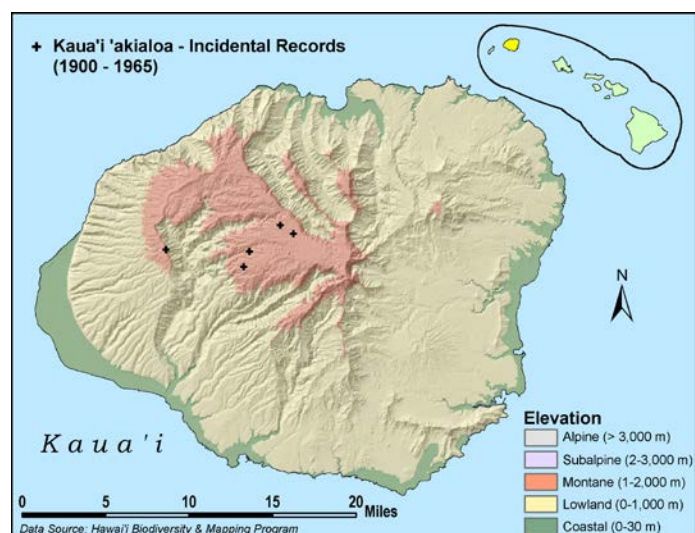 + Kaua'i 'akialoa - Incidental Records
(1900 - 1965)
N
Kaua'i
Elevation
Alpine (> 3,000 m)
Subalpine (2-3,000 m)
Montane (1-2,000 m)
Lowland (0-1,000 m)
Coastal (0-30 m)
0 5 10 15 20
Miles
Data Source: Hawai'i Biodiversity & Mapping Program